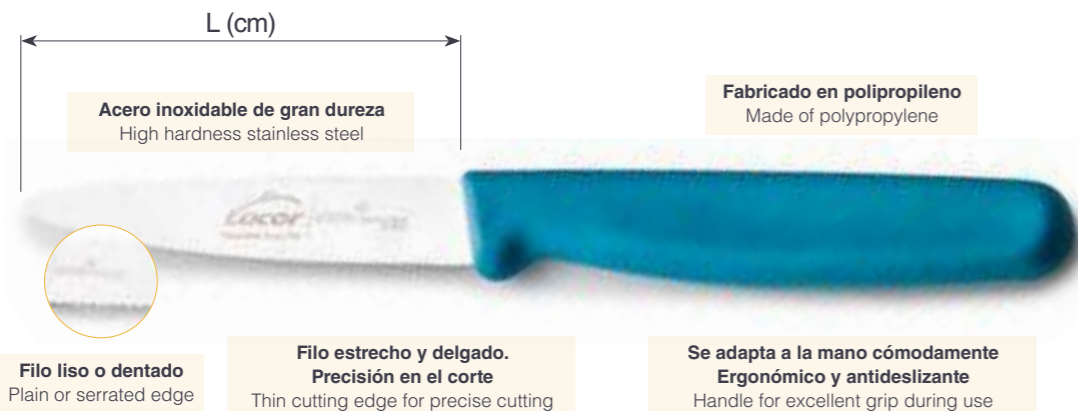 L (cm)
Acero inoxidable de gran dureza
High hardness stainless steel
Fabricado en polipropileno
Made of polypropylene
Lacor
Filo liso o dentado
Plain or serrated edge
Filo estrecho y delgado.
Precisión en el corte
Thin cutting edge for precise cutting
Se adapta a la mano cómodamente
Ergonómico y antideslizante
Handle for excellent grip during use